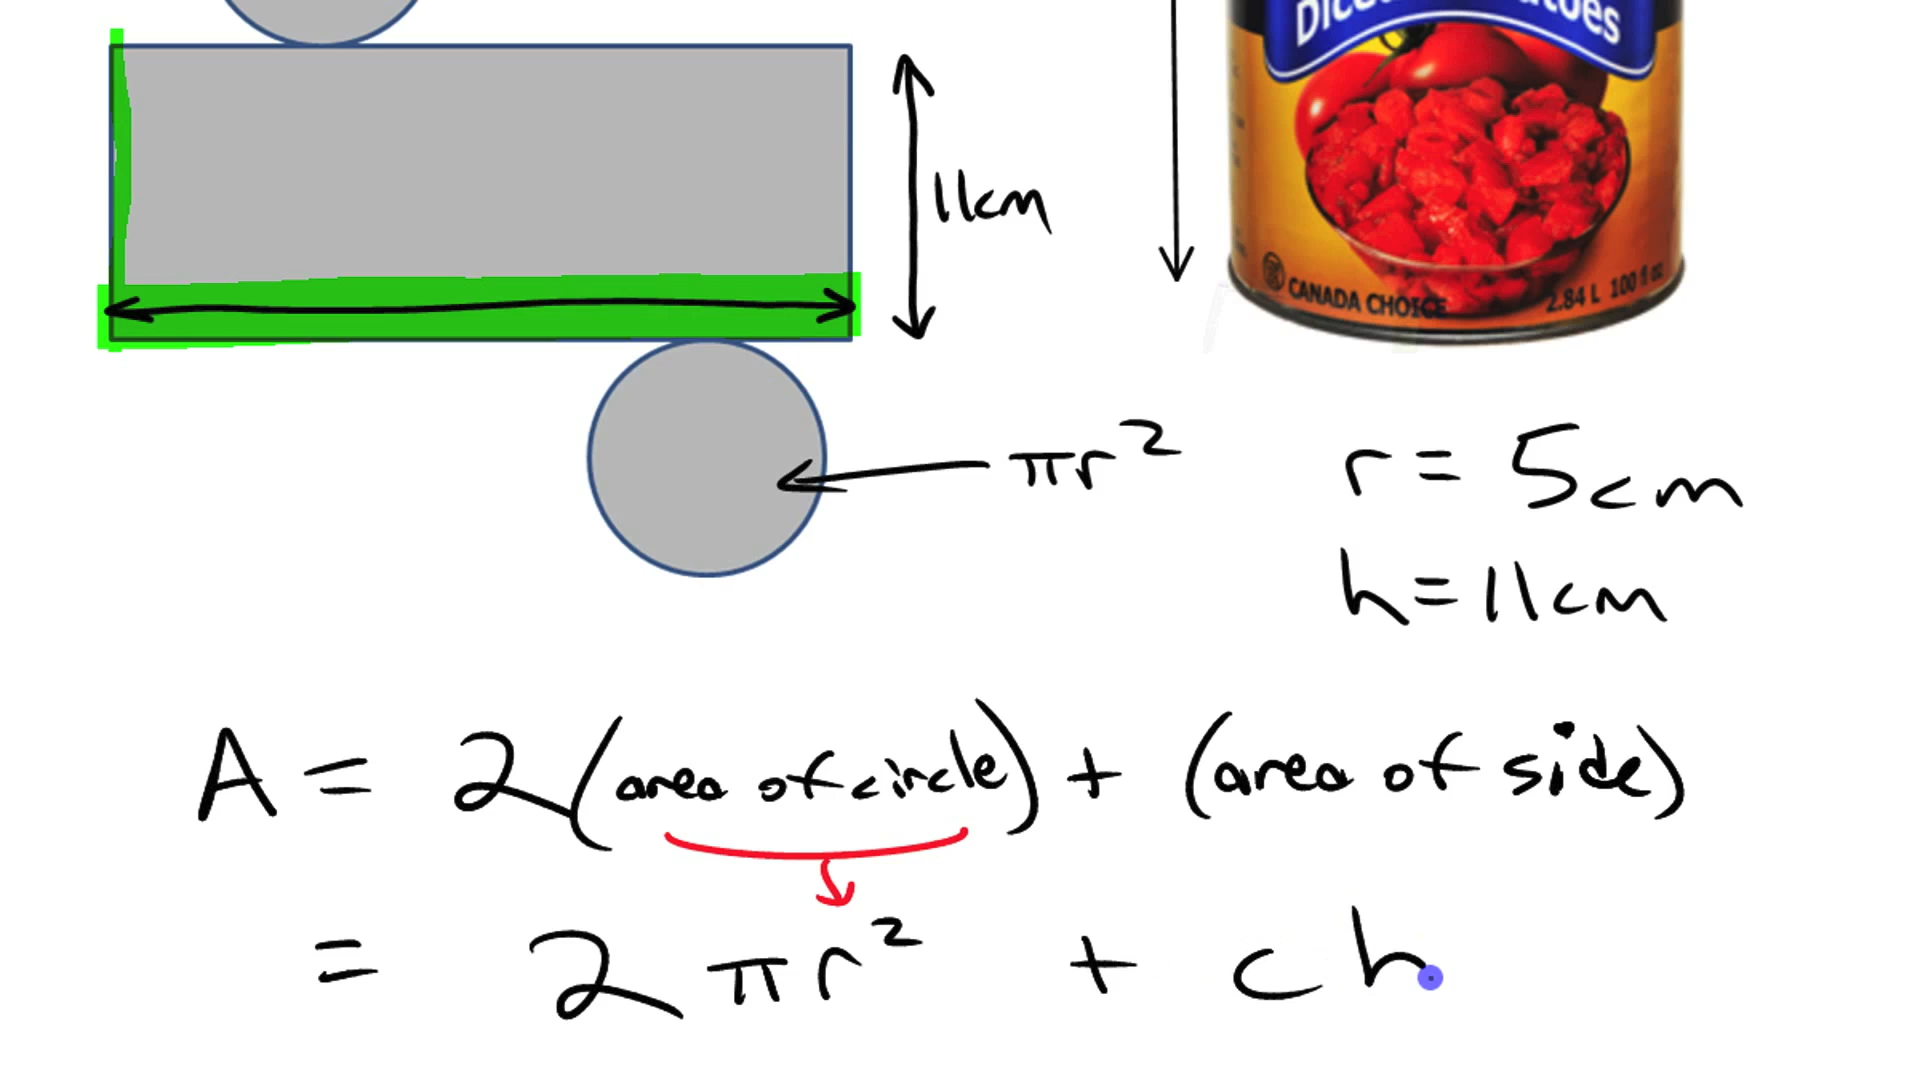 11cm
CANADA CHOICE
2.84 L 100 fl oz
πr²
r = 5cm
h = 11cm
A = 2(area of circle) + (area of side)
= 2πr² + ch